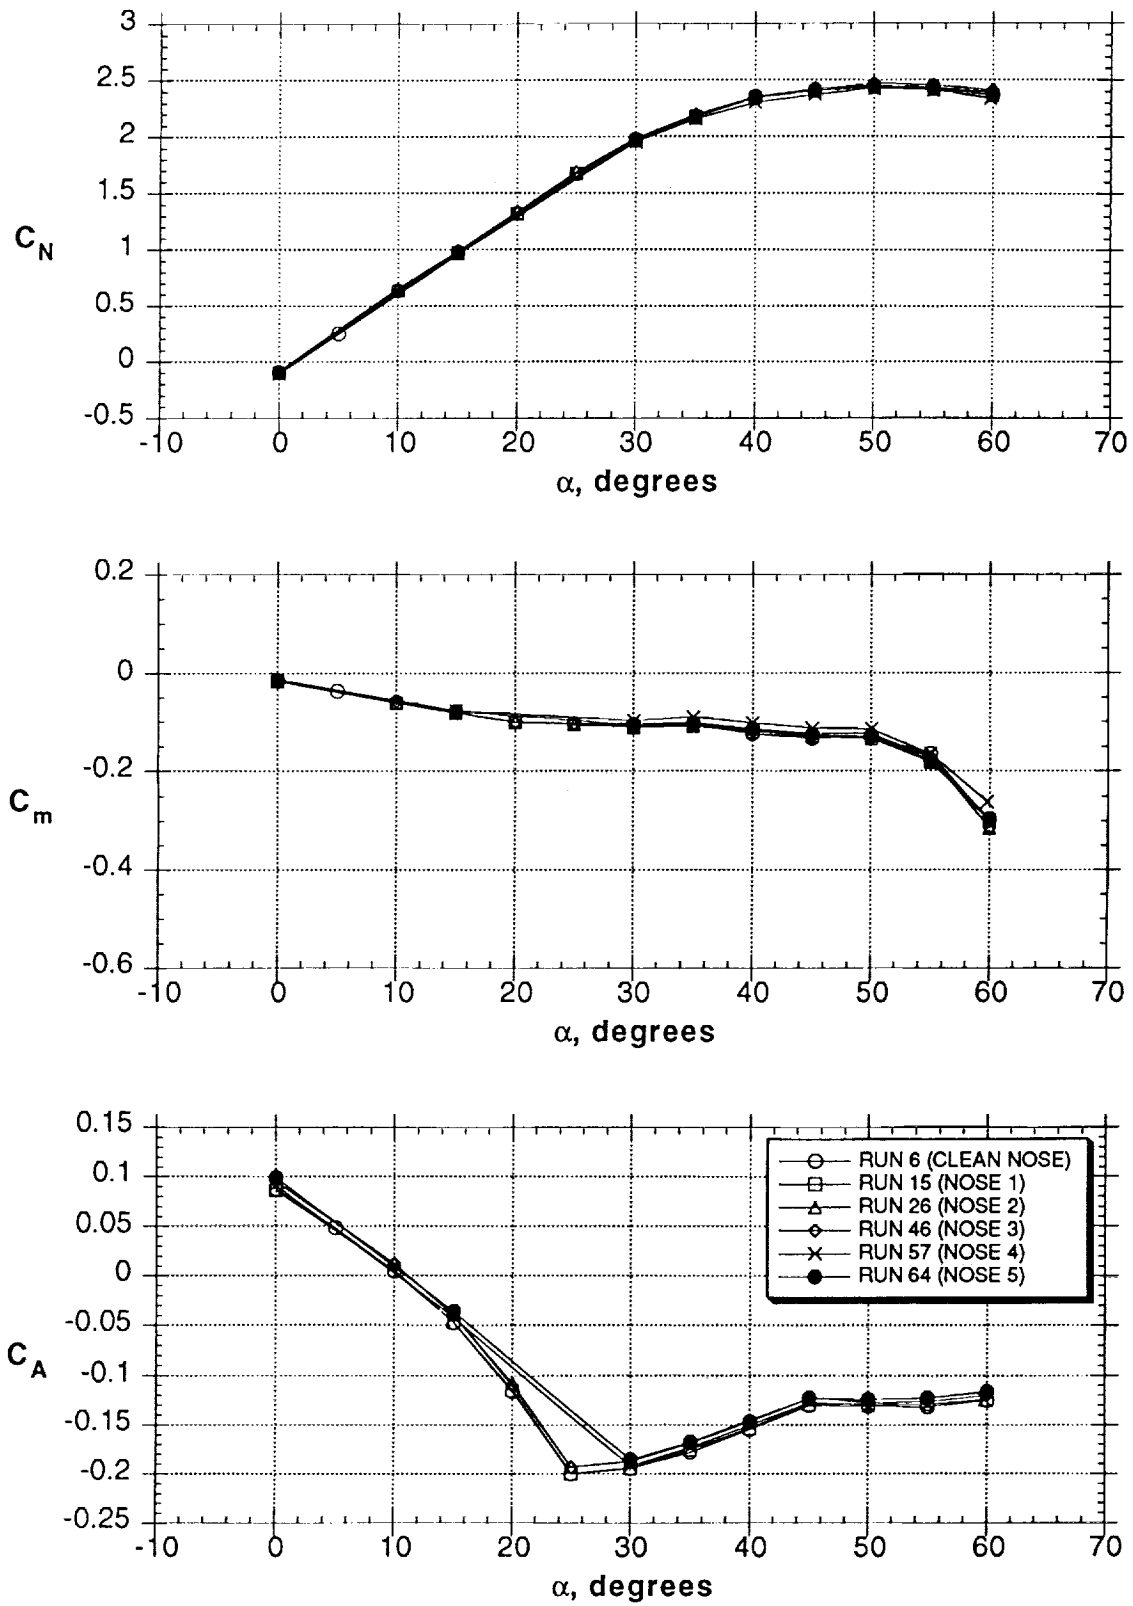 3
2.5
2
1.5
C_N
1
0.5
0
-0.5
-10 0 10 20 30 40 50 60 70
α, degrees
0.2
0
-0.2
C_m
-0.4
-0.6
-10 0 10 20 30 40 50 60 70
α, degrees
0.15
0.1
0.05
0
-0.05
C_A
-0.1
-0.15
-0.2
-0.25
RUN 6 (CLEAN NOSE)
RUN 15 (NOSE 1)
RUN 26 (NOSE 2)
RUN 46 (NOSE 3)
RUN 57 (NOSE 4)
RUN 64 (NOSE 5)
-10 0 10 20 30 40 50 60 70
α, degrees